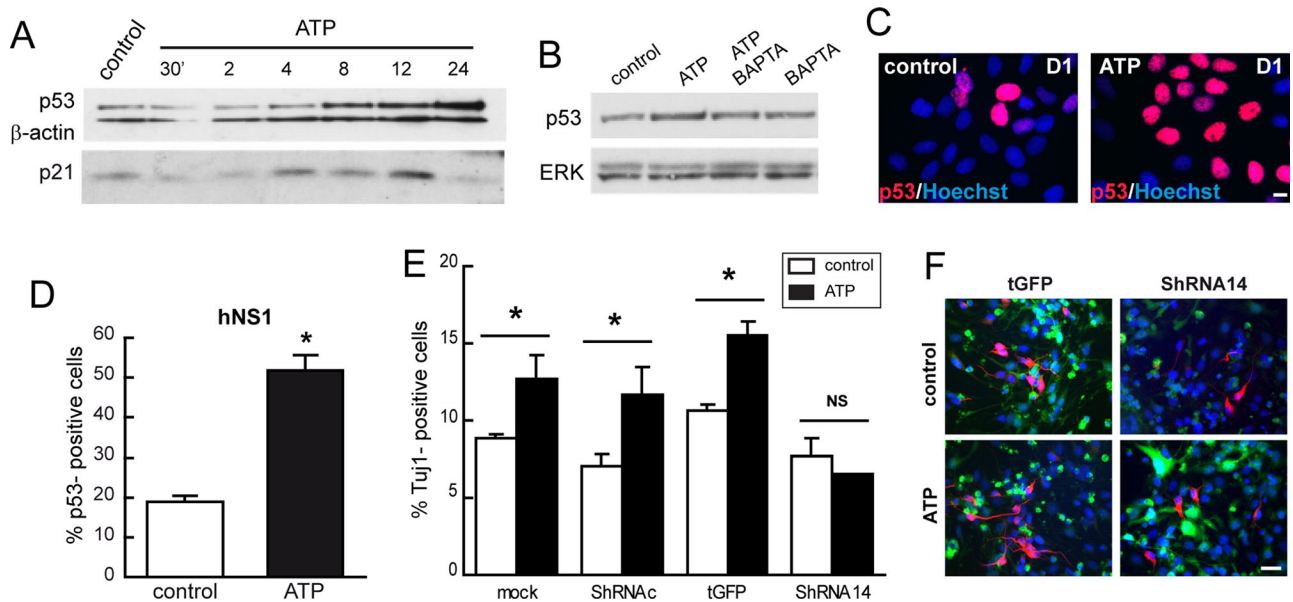 A
control
ATP
30' 2 4 8 12 24
p53
β-actin
p21
B
control ATP ATP BAPTA BAPTA
p53
ERK
C
control D1
p53/Hoechst
ATP D1
p53/Hoechst
D
hNS1
% p53- positive cells
60
50
40
30
20
10
0
*
control ATP
E
% Tuj1- positive cells
20
15
10
5
0
control
ATP
* * * NS
mock ShRNAc tGFP ShRNA14
F
tGFP ShRNA14
control
ATP